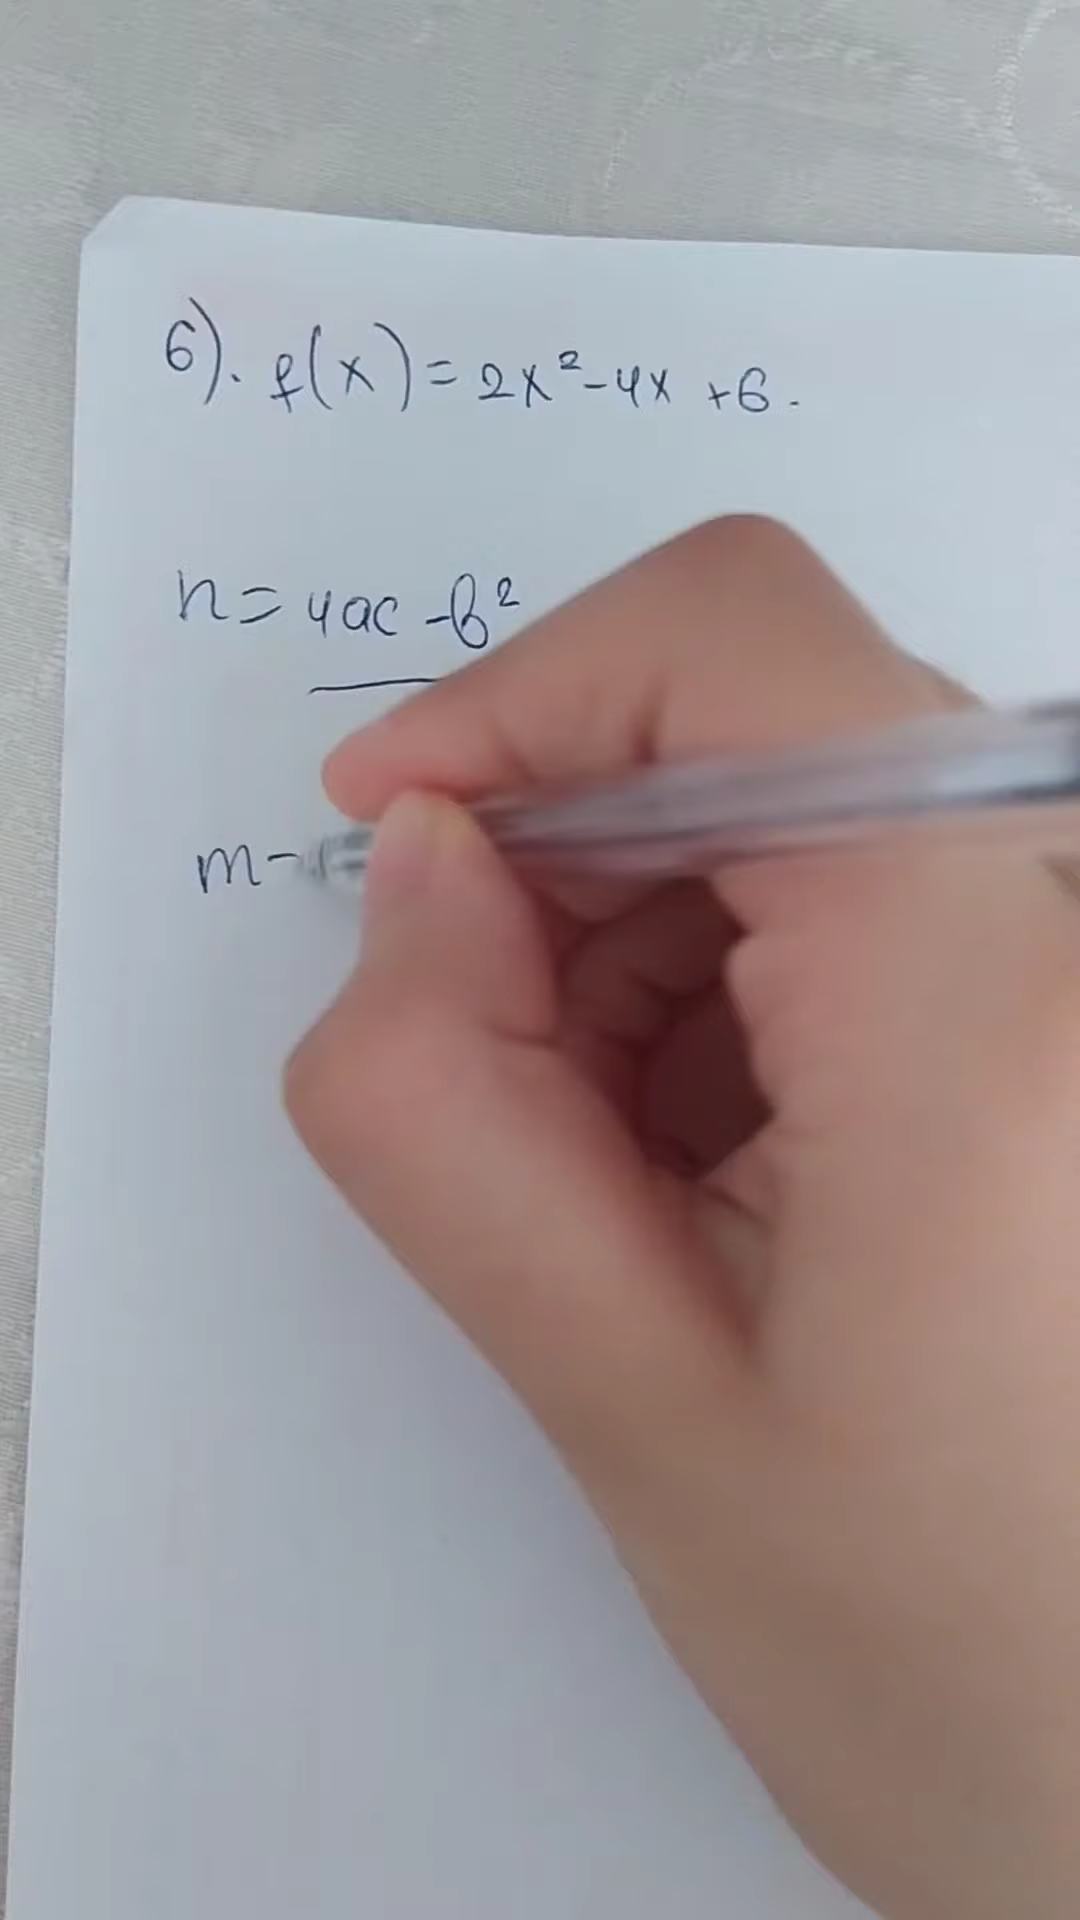 6). f(x) = 2x² - 4x + 6.
n = 4ac - b²
m -